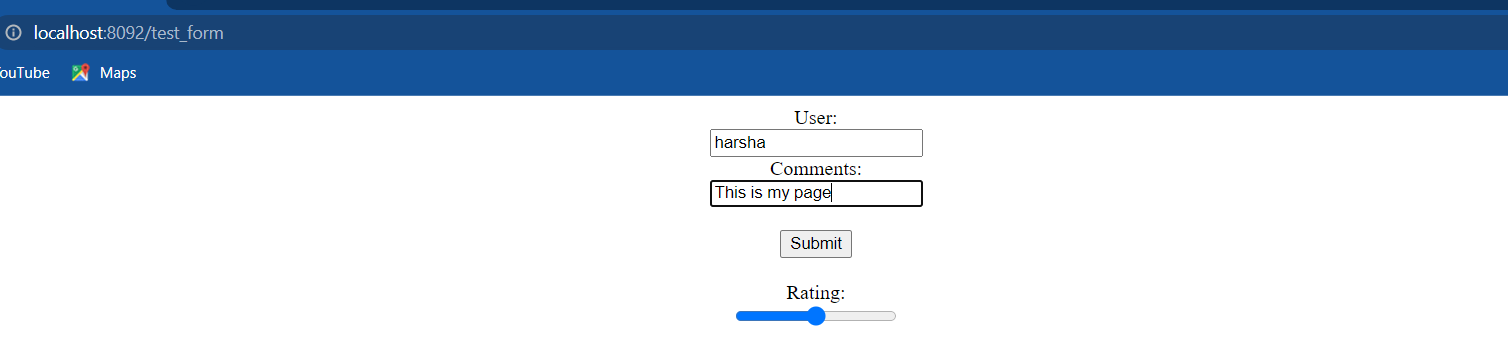 localhost:8092/test_form
ouTube Maps
User:
harsha
Comments:
This is my page
Submit
Rating: